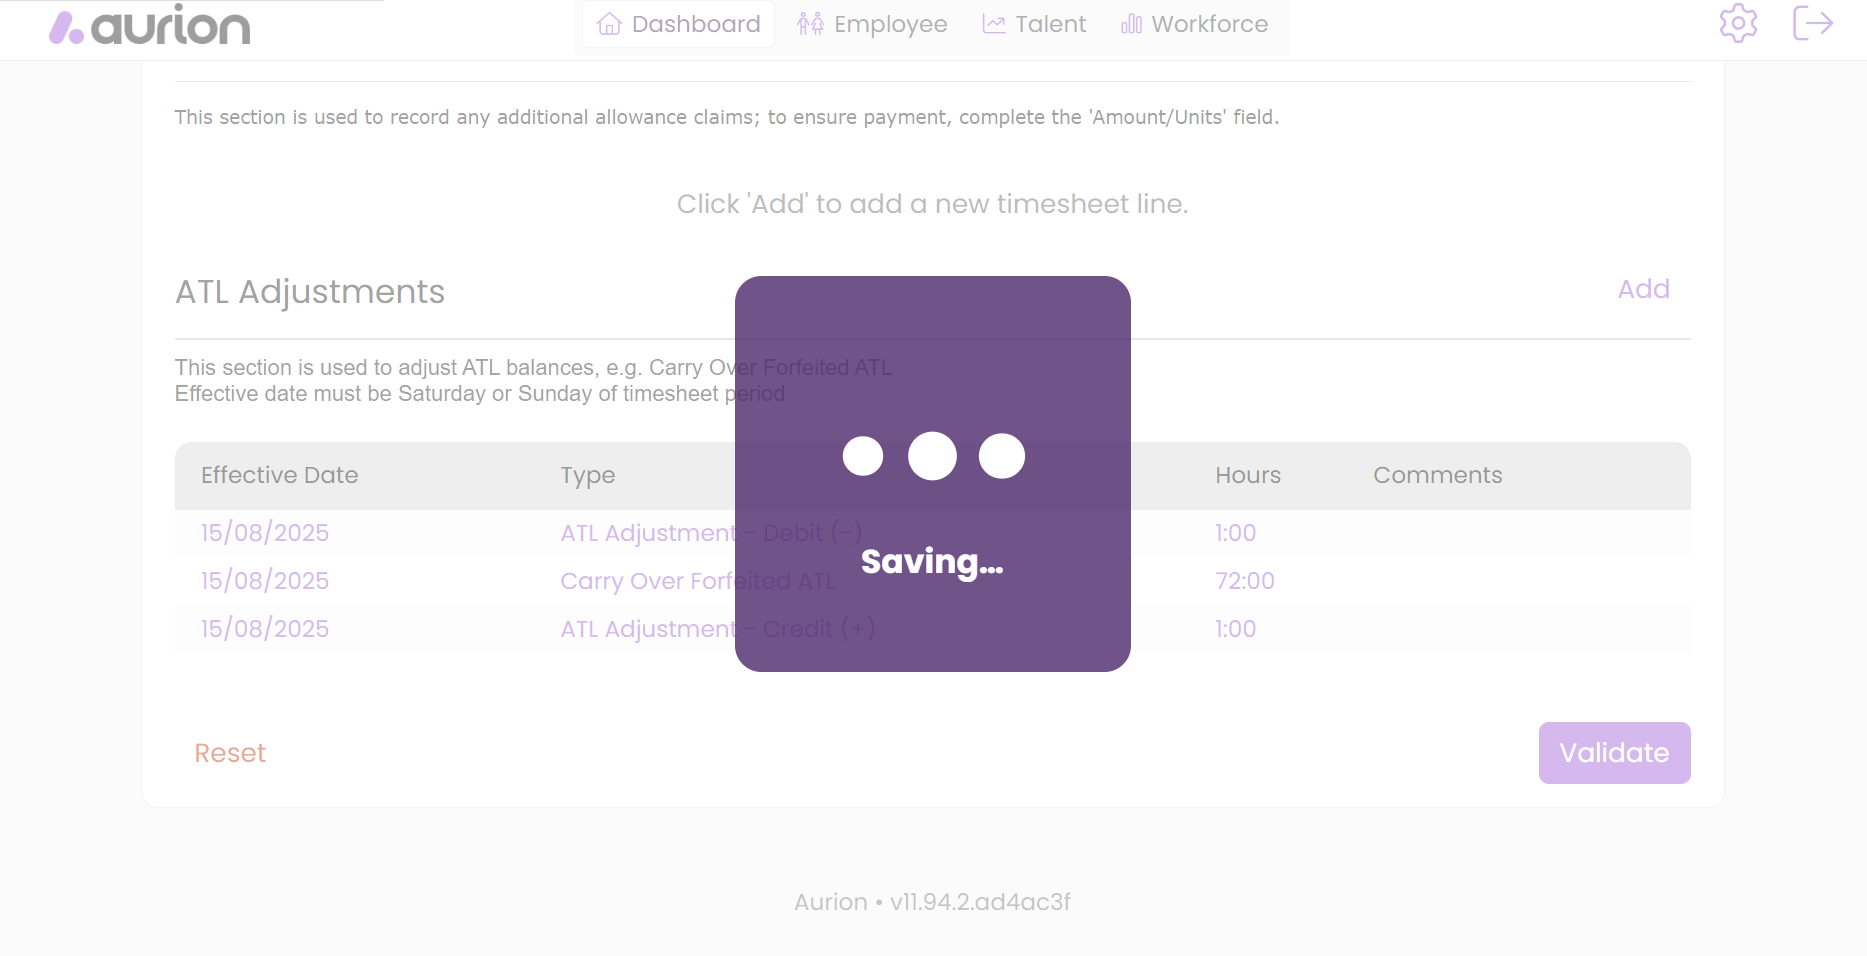 aurion
Dashboard
Employee
Talent
Workforce
This section is used to record any additional allowance claims; to ensure payment, complete the 'Amount/Units' field.
Click 'Add' to add a new timesheet line.
ATL Adjustments
Add
This section is used to adjust ATL balances, e.g. Carry Over Forfeited ATL
Effective date must be Saturday or Sunday of timesheet period
Effective Date Type Hours Comments
15/08/2025 ATL Adjustment - Debit (-) 1:00
15/08/2025 Carry Over Forfeited ATL 72:00
15/08/2025 ATL Adjustment - Credit (+) 1:00
Saving...
Reset
Validate
Aurion • v11.94.2.ad4ac3f